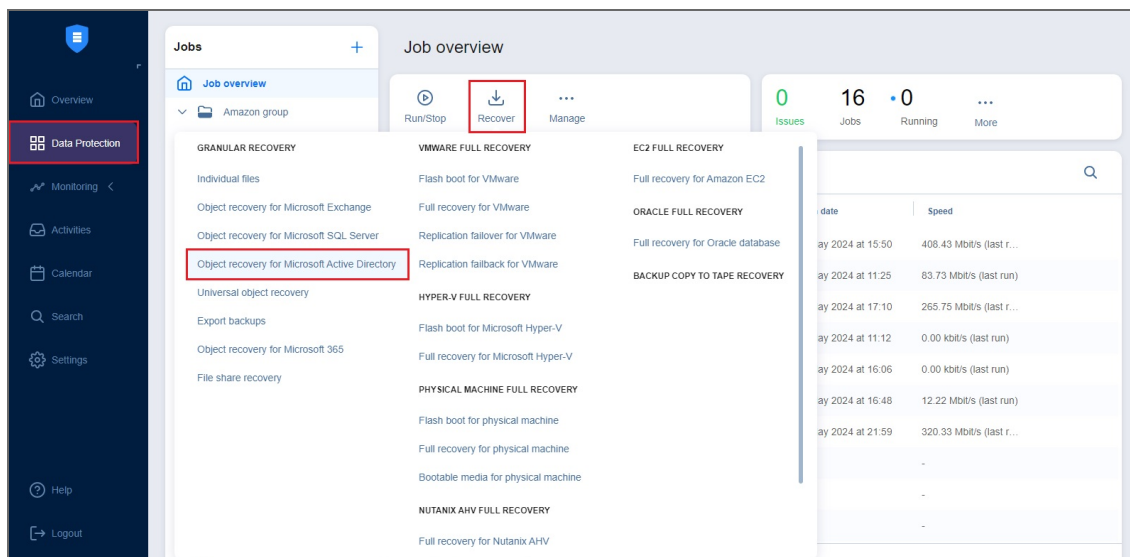 Jobs
Job overview
Job overview
Overview
Amazon group
Run/Stop
Recover
Manage
0
Issues
16
Jobs
0
Running
More
Data Protection
Monitoring
Activities
Calendar
Search
Settings
Help
Logout
GRANULAR RECOVERY
Individual files
Object recovery for Microsoft Exchange
Object recovery for Microsoft SQL Server
Object recovery for Microsoft Active Directory
Universal object recovery
Export backups
Object recovery for Microsoft 365
File share recovery
VMWARE FULL RECOVERY
Flash boot for VMware
Full recovery for VMware
Replication failover for VMware
Replication failback for VMware
HYPER-V FULL RECOVERY
Flash boot for Microsoft Hyper-V
Full recovery for Microsoft Hyper-V
PHYSICAL MACHINE FULL RECOVERY
Flash boot for physical machine
Full recovery for physical machine
Bootable media for physical machine
NUTANIX AHV FULL RECOVERY
Full recovery for Nutanix AHV
EC2 FULL RECOVERY
Full recovery for Amazon EC2
ORACLE FULL RECOVERY
Full recovery for Oracle database
BACKUP COPY TO TAPE RECOVERY
date Speed
ay 2024 at 15:50 408.43 Mbit/s (last r...
ay 2024 at 11:25 83.73 Mbit/s (last run)
ay 2024 at 17:10 265.75 Mbit/s (last r...
ay 2024 at 11:12 0.00 kbit/s (last run)
ay 2024 at 16:06 0.00 kbit/s (last run)
ay 2024 at 16:48 12.22 Mbit/s (last run)
ay 2024 at 21:59 320.33 Mbit/s (last r...
-
-
-